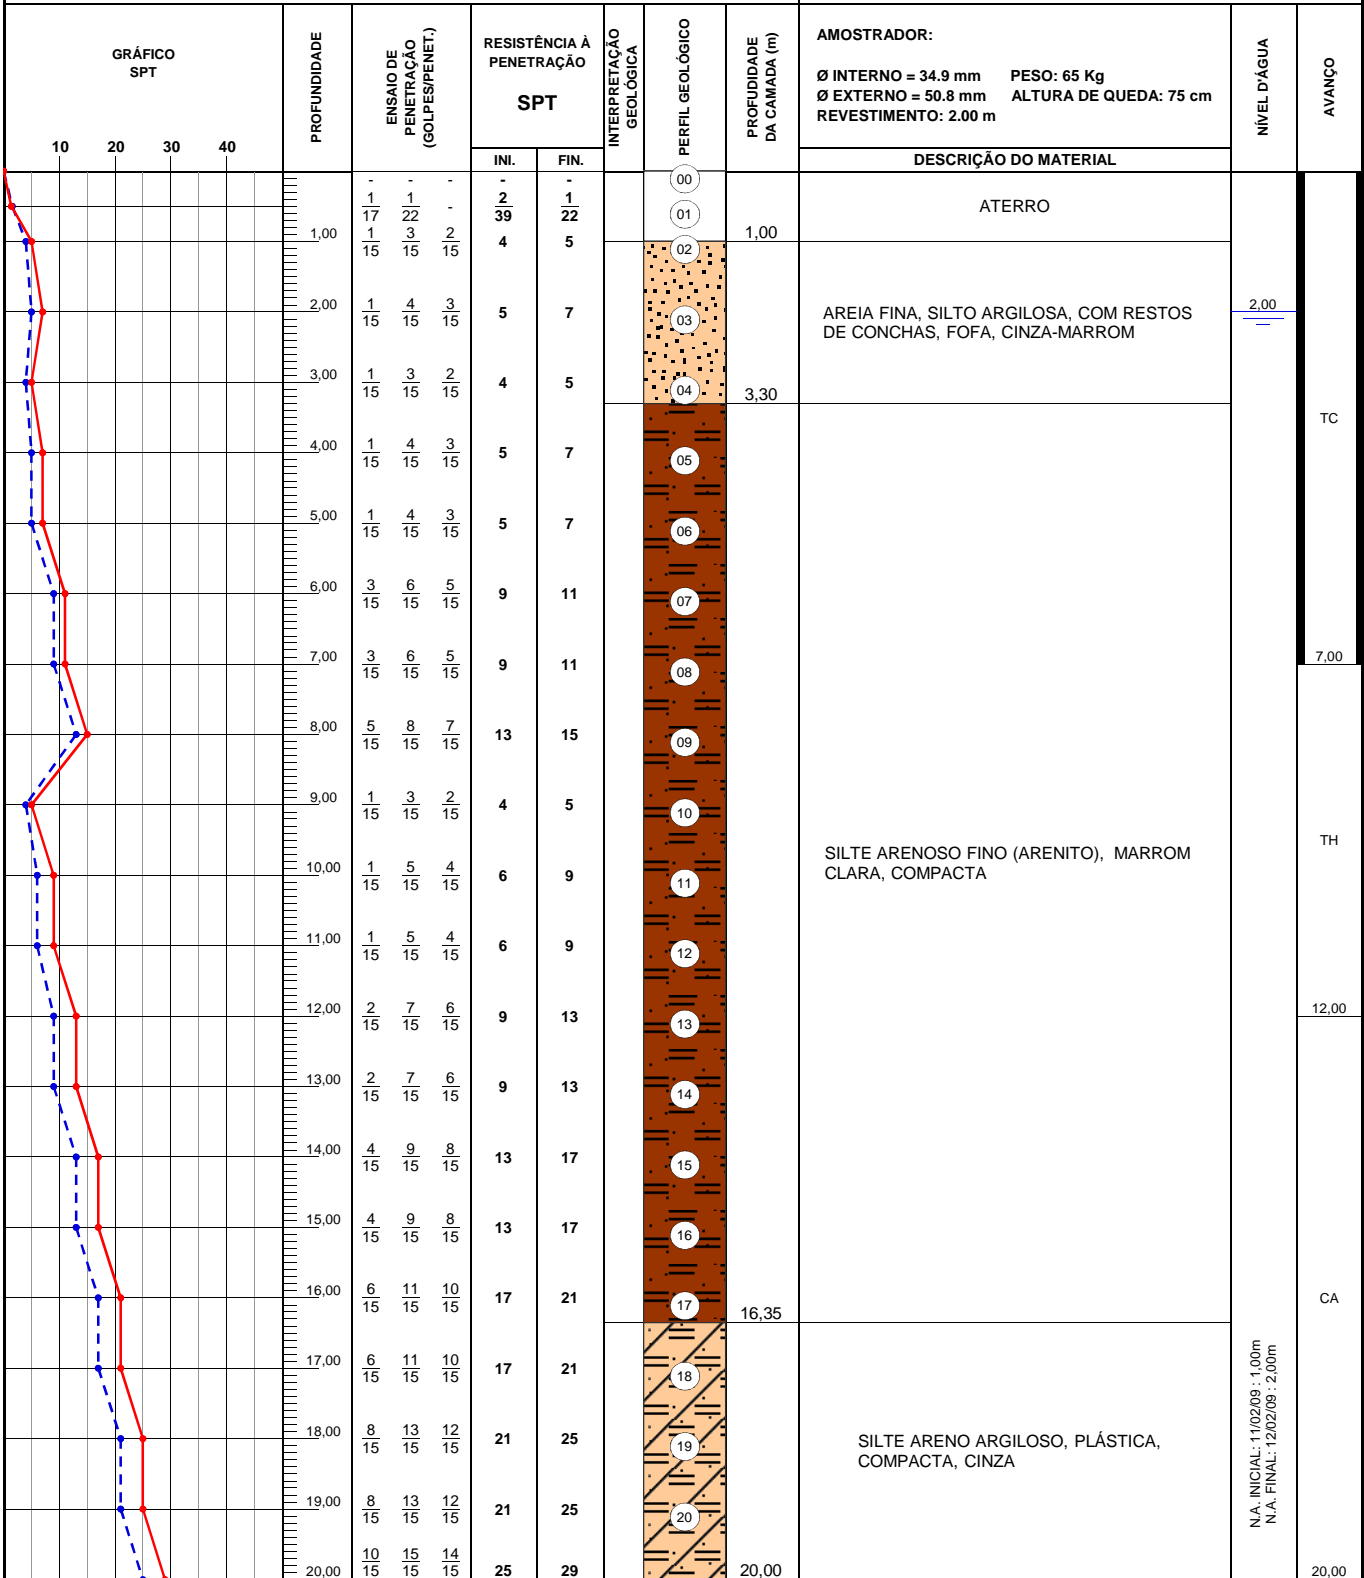 GRÁFICO
SPT
10 20 30 40
PROFUNDIDADE
ENSAIO DE
PENETRAÇÃO
(GOLPES/PENET.)
RESISTÊNCIA À
PENETRAÇÃO
SPT
INI. FIN.
INTERPRETAÇÃO
GEOLÓGICA
PERFIL GEOLÓGICO
PROFUDIDADE
DA CAMADA (m)
AMOSTRADOR:
Ø INTERNO = 34.9 mm PESO: 65 Kg
Ø EXTERNO = 50.8 mm ALTURA DE QUEDA: 75 cm
REVESTIMENTO: 2.00 m
DESCRIÇÃO DO MATERIAL
NÍVEL D'ÁGUA
AVANÇO
- - - - - 00
1/17 1/22 - 2/39 1/22 01 ATERRO
1,00 1/15 3/15 2/15 4 5 02 1,00
2,00 1/15 4/15 3/15 5 7 03 2,00
AREIA FINA, SILTO ARGILOSA, COM RESTOS
DE CONCHAS, FOFA, CINZA-MARROM
3,00 1/15 3/15 2/15 4 5 04 3,30
TC
4,00 1/15 4/15 3/15 5 7 05
5,00 1/15 4/15 3/15 5 7 06
6,00 3/15 6/15 5/15 9 11 07
7,00 3/15 6/15 5/15 9 11 08 7,00
8,00 5/15 8/15 7/15 13 15 09
9,00 1/15 3/15 2/15 4 5 10
TH
SILTE ARENOSO FINO (ARENITO), MARROM
CLARA, COMPACTA
10,00 1/15 5/15 4/15 6 9 11
11,00 1/15 5/15 4/15 6 9 12
12,00 2/15 7/15 6/15 9 13 13 12,00
13,00 2/15 7/15 6/15 9 13 14
14,00 4/15 9/15 8/15 13 17 15
15,00 4/15 9/15 8/15 13 17 16
16,00 6/15 11/15 10/15 17 21 17 16,35 CA
17,00 6/15 11/15 10/15 17 21 18
18,00 8/15 13/15 12/15 21 25 19
SILTE ARENO ARGILOSO, PLÁSTICA,
COMPACTA, CINZA
19,00 8/15 13/15 12/15 21 25 20
20,00 10/15 15/15 14/15 25 29 20,00 20,00
N.A. INICIAL: 11/02/09 : 1,00m
N.A. FINAL: 12/02/09 : 2,00m